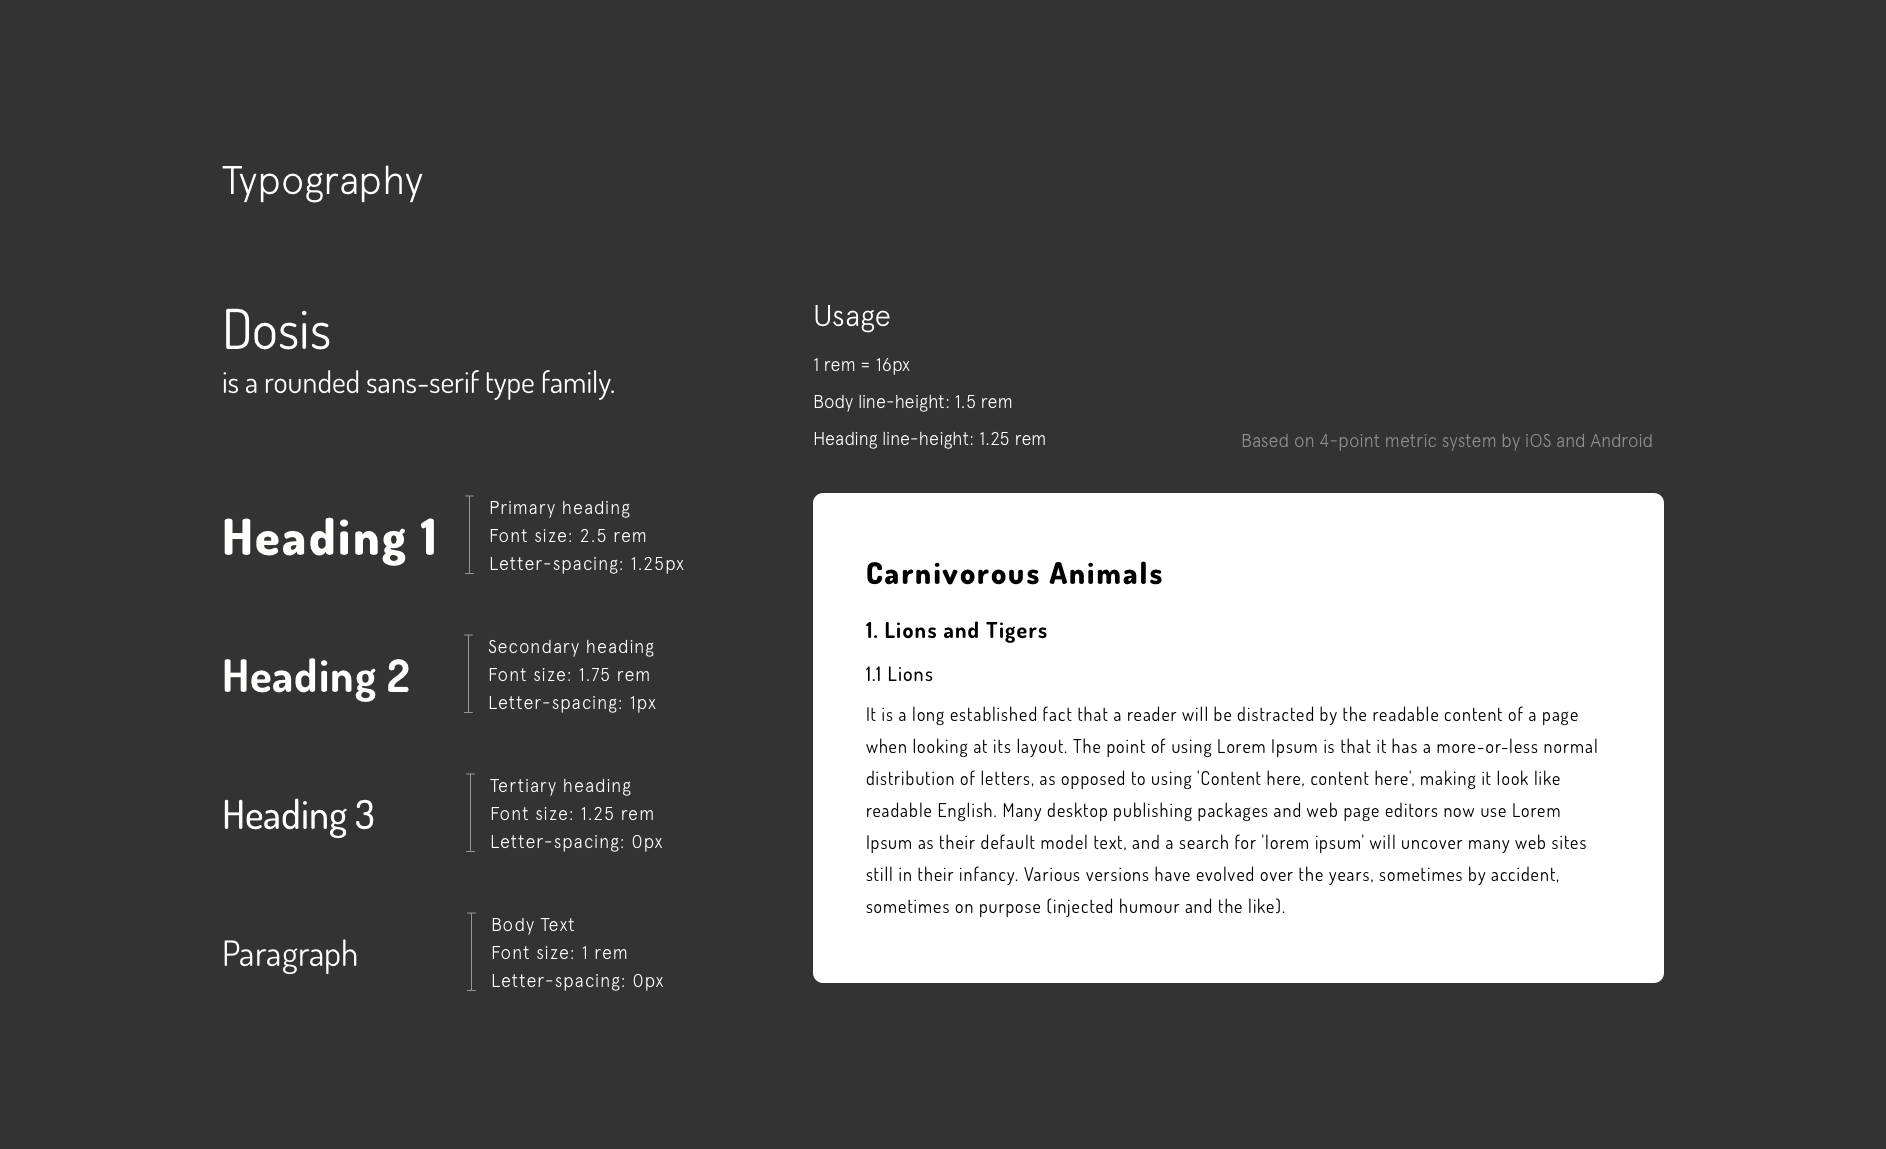 Typography
Dosis
is a rounded sans-serif type family.
Heading 1
Primary heading
Font size: 2.5 rem
Letter-spacing: 1.25px
Heading 2
Secondary heading
Font size: 1.75 rem
Letter-spacing: 1px
Heading 3
Tertiary heading
Font size: 1.25 rem
Letter-spacing: 0px
Paragraph
Body Text
Font size: 1 rem
Letter-spacing: 0px
Usage
1 rem = 16px
Body line-height: 1.5 rem
Heading line-height: 1.25 rem
Based on 4-point metric system by iOS and Android
Carnivorous Animals
1. Lions and Tigers
1.1 Lions
It is a long established fact that a reader will be distracted by the readable content of a page
when looking at its layout. The point of using Lorem Ipsum is that it has a more-or-less normal
distribution of letters, as opposed to using 'Content here, content here', making it look like
readable English. Many desktop publishing packages and web page editors now use Lorem
Ipsum as their default model text, and a search for 'lorem ipsum' will uncover many web sites
still in their infancy. Various versions have evolved over the years, sometimes by accident,
sometimes on purpose (injected humour and the like).